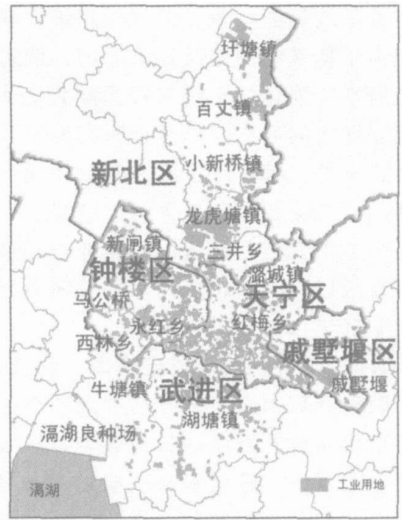 圩塘镇
百丈镇
小新桥镇
新北区
龙虎塘镇
新闸镇
三井乡
钟楼区
潞城镇
马公桥
天宁区
永红乡
红梅乡
西林乡
戚墅堰区
戚墅堰
牛塘镇
武进区
湖塘镇
滆湖良种场
滆湖
工业用地